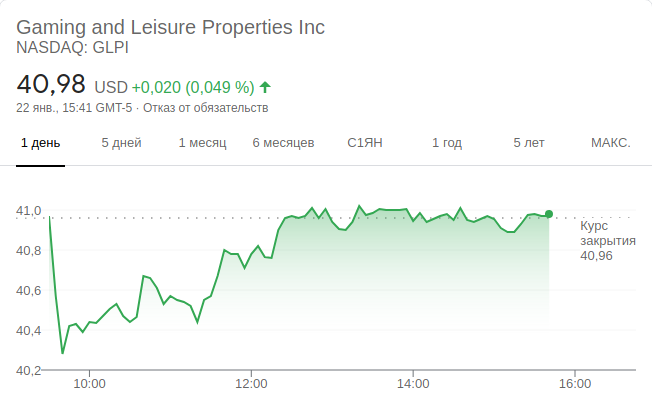 Gaming and Leisure Properties Inc
NASDAQ: GLPI
40,98 USD +0,020 (0,049 %)
22 янв., 15:41 GMT-5 · Отказ от обязательств
1 день 5 дней 1 месяц 6 месяцев С1ЯН 1 год 5 лет МАКС.
41,0
Курс
закрытия
40,96
40,8
40,6
40,4
40,2
10:00 12:00 14:00 16:00